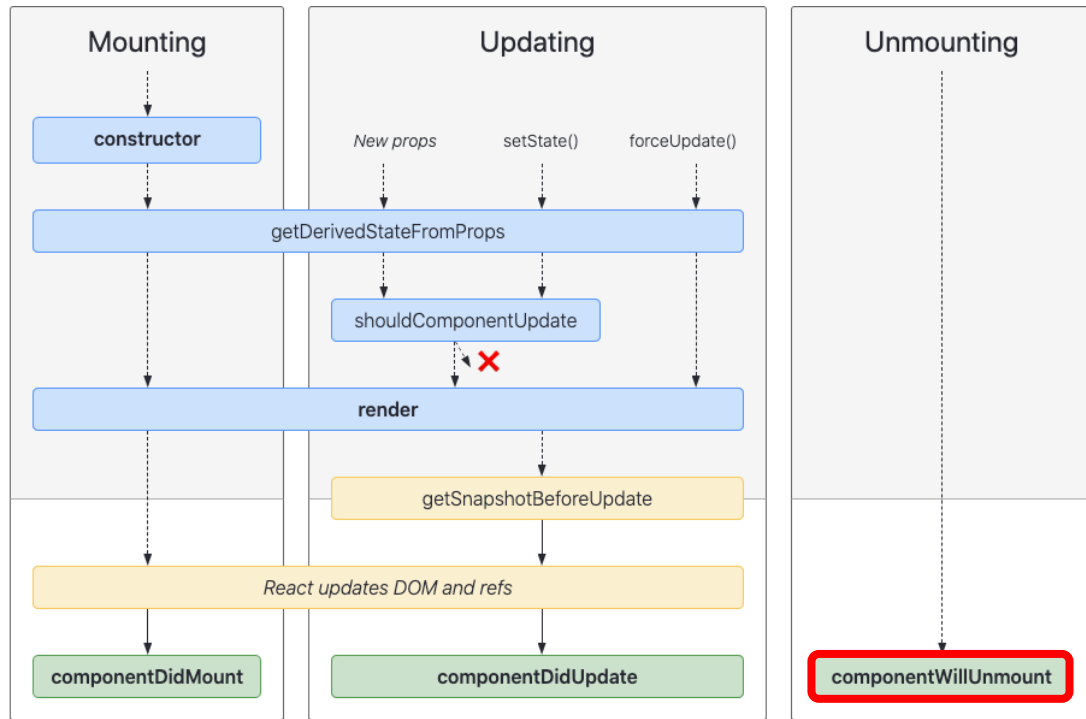 Mounting
Updating
Unmounting
constructor
New props
setState()
forceUpdate()
getDerivedStateFromProps
shouldComponentUpdate
render
getSnapshotBeforeUpdate
React updates DOM and refs
componentDidMount
componentDidUpdate
componentWillUnmount